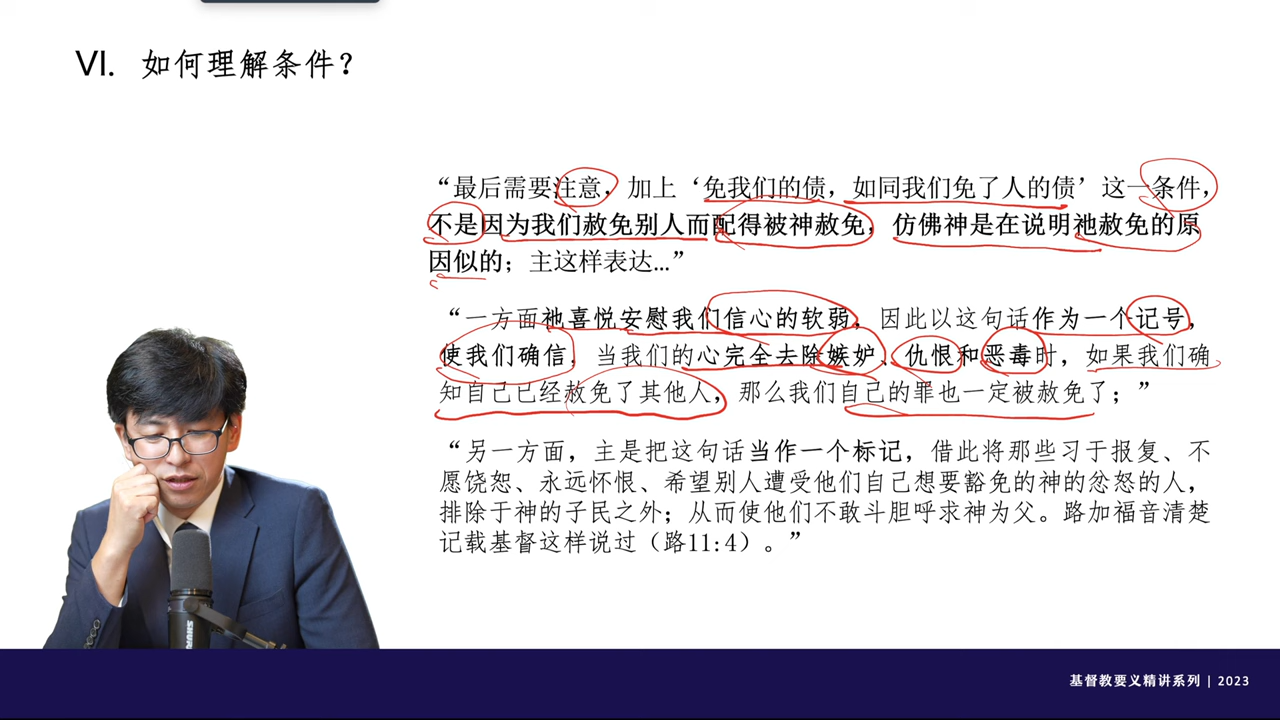 VI. 如何理解条件？
“最后需要注意，加上‘免我们的债，如同我们免了人的债’这一条件，
不是因为我们赦免别人而配得被神赦免，仿佛神是在说明祂赦免的原
因似的；主这样表达…”
“一方面祂喜悦安慰我们信心的软弱，因此以这句话作为一个记号，
使我们确信，当我们的心完全去除嫉妒、仇恨和恶毒时，如果我们确
知自己已经赦免了其他人，那么我们自己的罪也一定被赦免了；”
“另一方面，主是把这句话当作一个标记，借此将那些习于报复、不
愿饶恕、永远怀恨、希望别人遭受他们自己想要豁免的神的忿怒的人，
排除于神的子民之外；从而使他们不敢斗胆呼求神为父。路加福音清楚
记载基督这样说过（路11:4）。”
SHURE
基督教要义精讲系列 | 2023